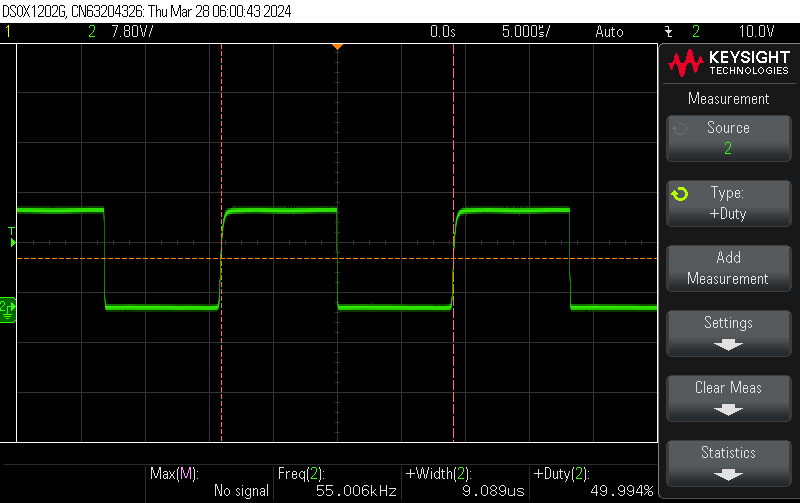 DSOX1202G, CN63204326: Thu Mar 28 06:00:43 2024
1 2 7.80V/ 0.0s 5.000s/ Auto 2 10.0V
KEYSIGHT
TECHNOLOGIES
Measurement
Source
2
Type:
+Duty
Add
Measurement
Settings
Clear Meas
Statistics
T
2
Max(M):
No signal
Freq(2):
55.006kHz
+Width(2):
9.089us
+Duty(2):
49.994%